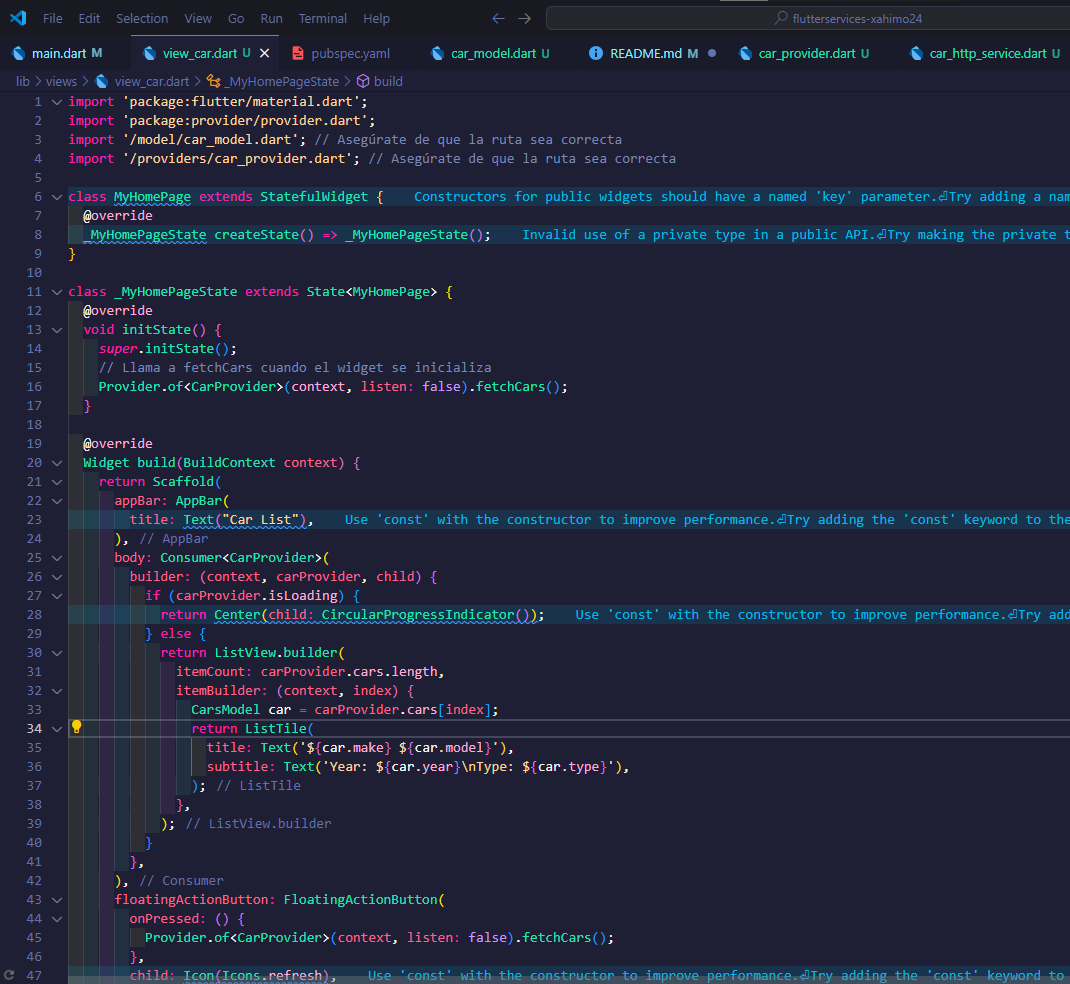 File Edit Selection View Go Run Terminal Help flutterservices-xahimo24
main.dart M view_car.dart U pubspec.yaml car_model.dart U README.md M car_provider.dart U car_http_service.dart U
lib > views > view_car.dart > _MyHomePageState > build
1 import 'package:flutter/material.dart';
2 import 'package:provider/provider.dart';
3 import '/model/car_model.dart'; // Asegúrate de que la ruta sea correcta
4 import '/providers/car_provider.dart'; // Asegúrate de que la ruta sea correcta
5
6 class MyHomePage extends StatefulWidget { Constructors for public widgets should have a named 'key' parameter.⏎Try adding a nam
7 @override
8 _MyHomePageState createState() => _MyHomePageState(); Invalid use of a private type in a public API.⏎Try making the private t
9 }
10
11 class _MyHomePageState extends State<MyHomePage> {
12 @override
13 void initState() {
14 super.initState();
15 // Llama a fetchCars cuando el widget se inicializa
16 Provider.of<CarProvider>(context, listen: false).fetchCars();
17 }
18
19 @override
20 Widget build(BuildContext context) {
21 return Scaffold(
22 appBar: AppBar(
23 title: Text("Car List"), Use 'const' with the constructor to improve performance.⏎Try adding the 'const' keyword to the
24 ), // AppBar
25 body: Consumer<CarProvider>(
26 builder: (context, carProvider, child) {
27 if (carProvider.isLoading) {
28 return Center(child: CircularProgressIndicator()); Use 'const' with the constructor to improve performance.⏎Try add
29 } else {
30 return ListView.builder(
31 itemCount: carProvider.cars.length,
32 itemBuilder: (context, index) {
33 CarsModel car = carProvider.cars[index];
34 return ListTile(
35 title: Text('${car.make} ${car.model}'),
36 subtitle: Text('Year: ${car.year}\nType: ${car.type}'),
37 ); // ListTile
38 },
39 ); // ListView.builder
40 }
41 },
42 ), // Consumer
43 floatingActionButton: FloatingActionButton(
44 onPressed: () {
45 Provider.of<CarProvider>(context, listen: false).fetchCars();
46 },
47 child: Icon(Icons.refresh), Use 'const' with the constructor to improve performance.⏎Try adding the 'const' keyword to